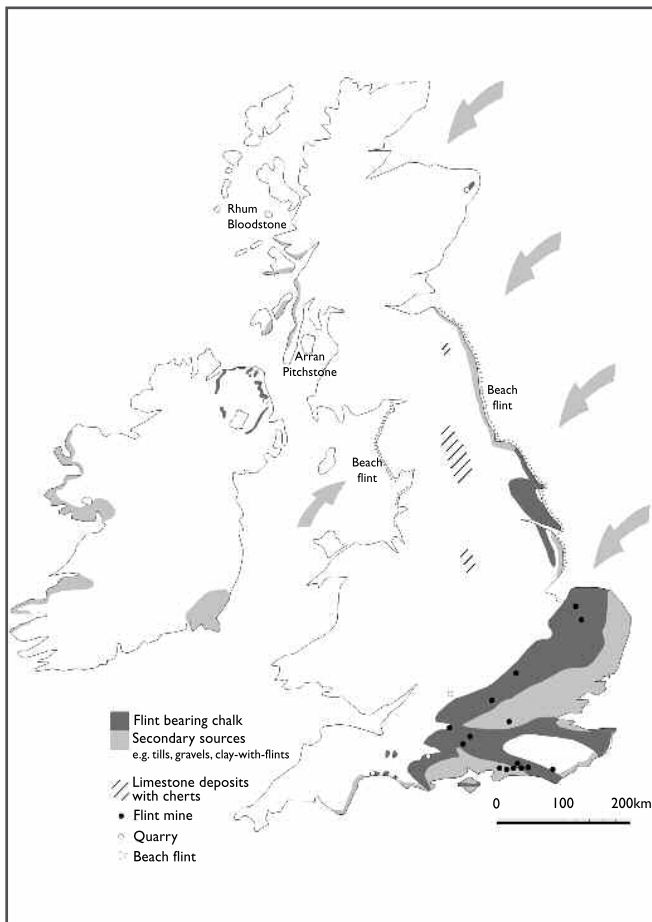 Rhum
Bloodstone
Arran
Pitchstone
Beach
flint
Beach
flint
Flint bearing chalk
Secondary sources
e.g. tills, gravels, clay-with-flints
Limestone deposits
with cherts
Flint mine
Quarry
Beach flint
0 100 200km